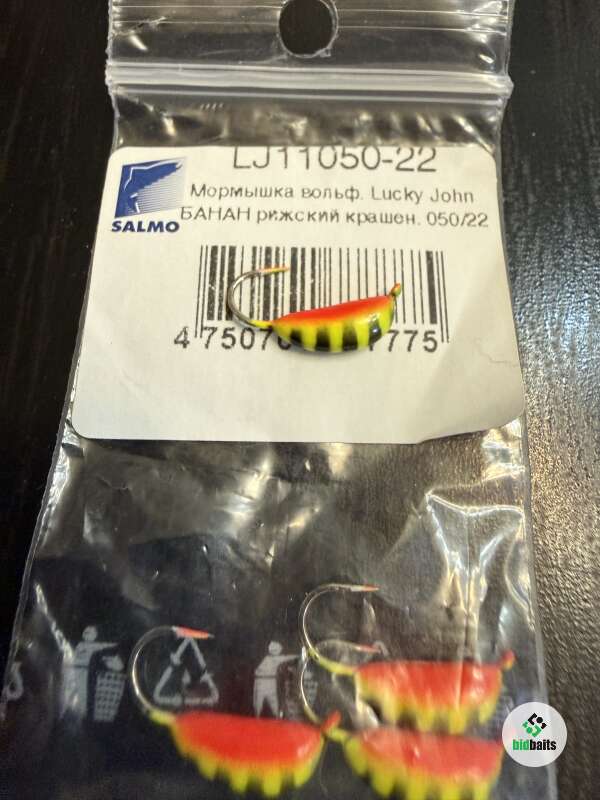 LJ11050-22
Мормышка вольф. Lucky John
БАНАН рижский крашен. 050/22
SALMO
bidbaits